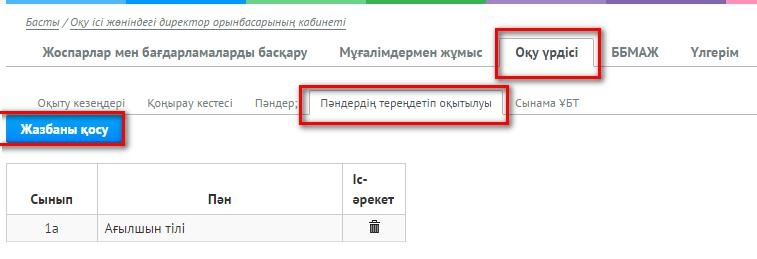 Басты / Оқу ісі жөніндегі директор орынбасарының кабинеті
Жоспарлар мен бағдарламаларды басқару Мұғалімдермен жұмыс Оқу үрдісі ББМАЖ Үлгерім
Оқыту кезеңдері Қоңырау кестесі Пәндер; Пәндердің тереңдетіп оқытылуы Сынама ҰБТ
Жазбаны қосу
Сынып Пән Іс-
әрекет
1а Ағылшын тілі